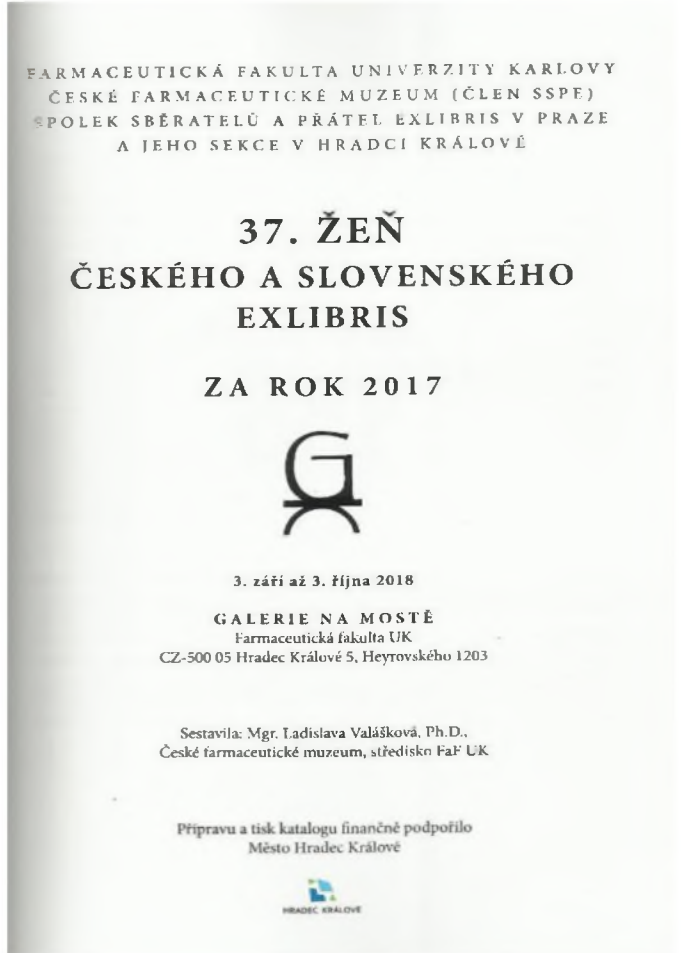 FARMACEUTICKÁ FAKULTA UNIVERZITY KARLOVY
ČESKÉ FARMACEUTICKÉ MUZEUM (ČLEN SSPE)
SPOLEK SBĚRATELŮ A PŘÁTEL EXLIBRIS V PRAZE
A JEHO SEKCE V HRADCI KRÁLOVÉ
37. ŽEŇ
ČESKÉHO A SLOVENSKÉHO
EXLIBRIS
ZA ROK 2017
G
3. září až 3. října 2018
GALERIE NA MOSTĚ
Farmaceutická fakulta UK
CZ-500 05 Hradec Králové 5, Heyrovského 1203
Sestavila: Mgr. Ladislava Valášková, Ph.D.,
České farmaceutické muzeum, středisko FaF UK
Přípravu a tisk katalogu finančně podpořilo
Město Hradec Králové
HRADEC KRÁLOVÉ